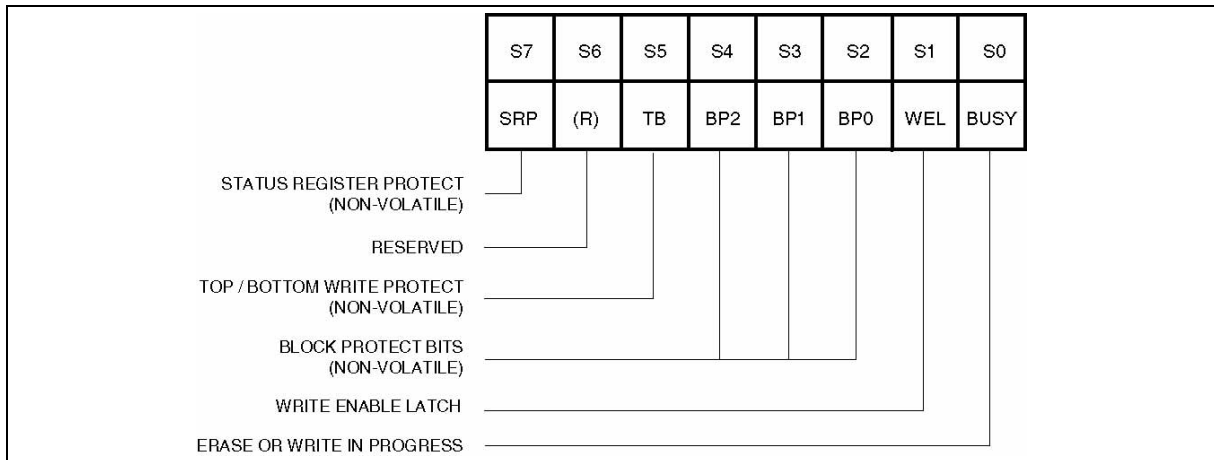 S7 S6 S5 S4 S3 S2 S1 S0
SRP (R) TB BP2 BP1 BP0 WEL BUSY
STATUS REGISTER PROTECT
(NON-VOLATILE)
RESERVED
TOP / BOTTOM WRITE PROTECT
(NON-VOLATILE)
BLOCK PROTECT BITS
(NON-VOLATILE)
WRITE ENABLE LATCH
ERASE OR WRITE IN PROGRESS